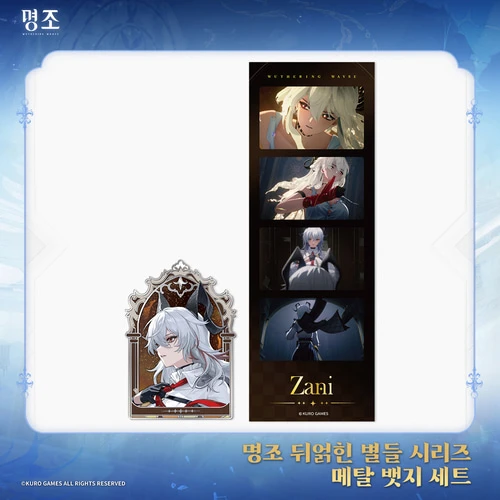 명조
WUTHERING WAVES
WUTHERING WAVES
Zani
© KURO GAMES
명조 뒤얽힌 별들 시리즈
메탈 뱃지 세트
©KURO GAMES ALL RIGHTS RESERVED